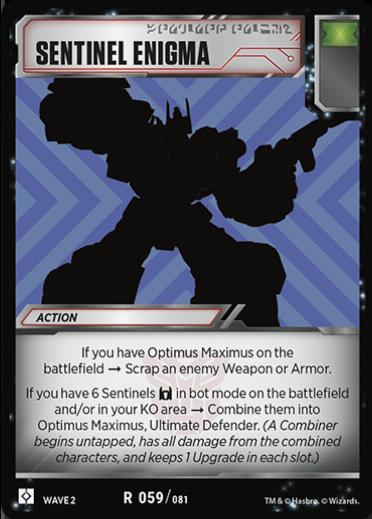 SENTINEL ENIGMA
ACTION
If you have Optimus Maximus on the
battlefield → Scrap an enemy Weapon or Armor.
If you have 6 Sentinels in bot mode on the battlefield
and/or in your KO area → Combine them into
Optimus Maximus, Ultimate Defender. (A Combiner
begins untapped, has all damage from the combined
characters, and keeps 1 Upgrade in each slot.)
WAVE 2 R 059/081 TM & © Hasbro. © Wizards.